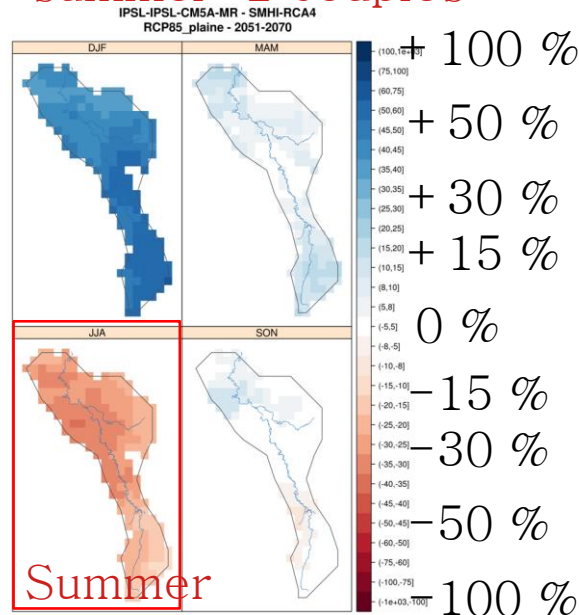 IPSL-IPSL-CM5A-MR - SMHI-RCA4
RCP85_plaine - 2051-2070
DJF
MAM
JJA
SON
Summer
(100,1e+03]
(75,100]
(60,75]
(50,60]
(45,50]
(40,45]
(35,40]
(30,35]
(25,30]
(20,25]
(15,20]
(10,15]
(8,10]
(5,8]
(-5,5]
(-8,-5]
(-10,-8]
(-15,-10]
(-20,-15]
(-25,-20]
(-30,-25]
(-35,-30]
(-40,-35]
(-45,-40]
(-50,-45]
(-60,-50]
(-75,-60]
(-100,-75]
(-1e+03,-100]
+ 100 %
+ 50 %
+ 30 %
+ 15 %
0 %
-15 %
-30 %
-50 %
-100 %